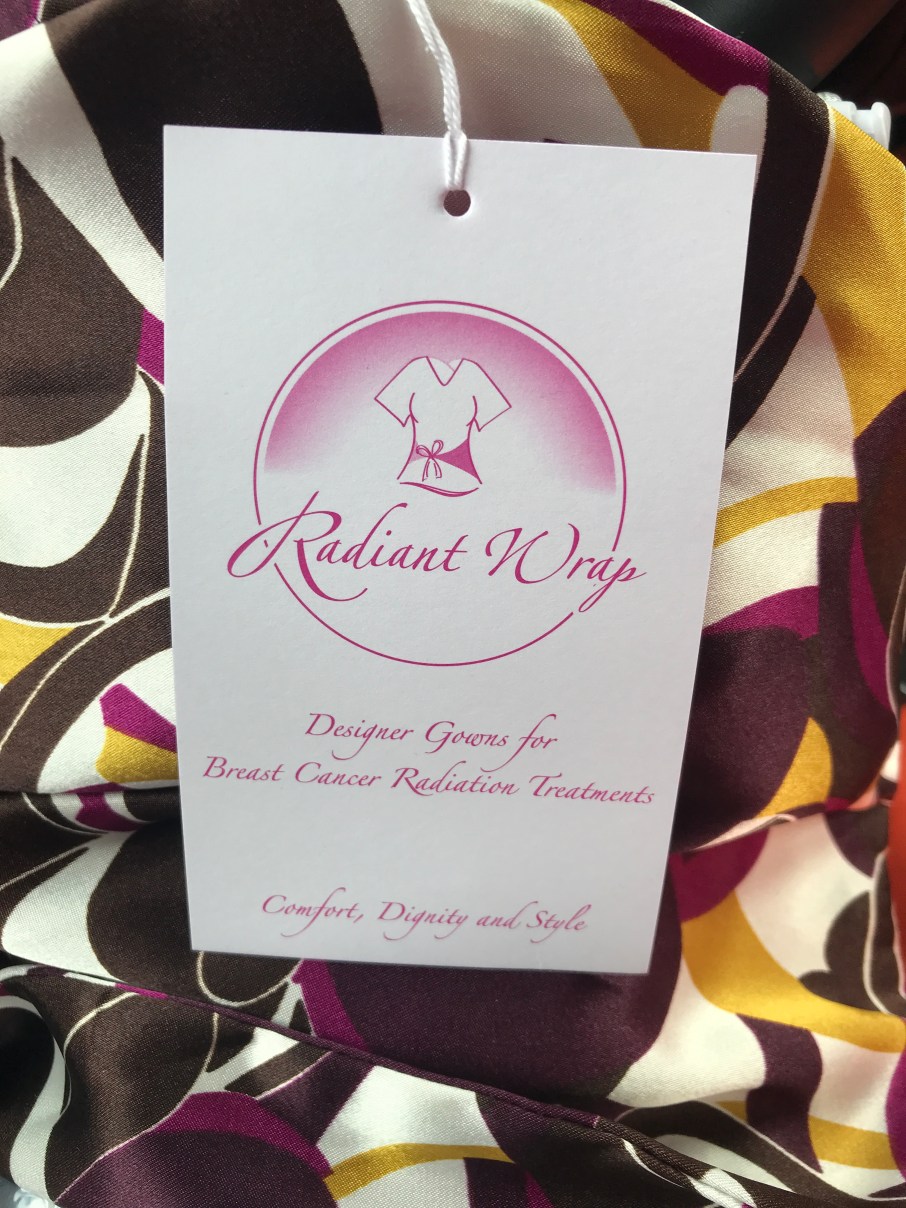 Radiant Wrap
Designer Gowns for
Breast Cancer Radiation Treatments
Comfort, Dignity and Style